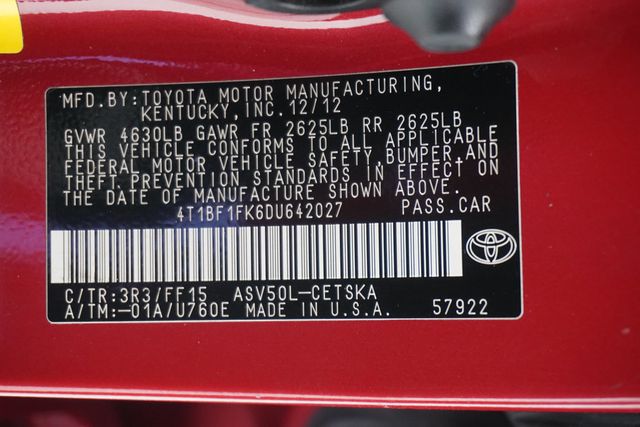 MFD. BY: TOYOTA MOTOR MANUFACTURING,
KENTUCKY, INC. 12/12
GVWR 4630LB GAWR FR 2625LB RR 2625LB
THIS VEHICLE CONFORMS TO ALL APPLICABLE
FEDERAL MOTOR VEHICLE SAFETY, BUMPER, AND
THEFT PREVENTION STANDARDS IN EFFECT ON
THE DATE OF MANUFACTURE SHOWN ABOVE.
4T1BF1FK6DU642027 PASS. CAR
C/TR: 3R3/FF15 ASV50L-CETSKA
A/TM:-01A/U760E MADE IN U.S.A. 57922